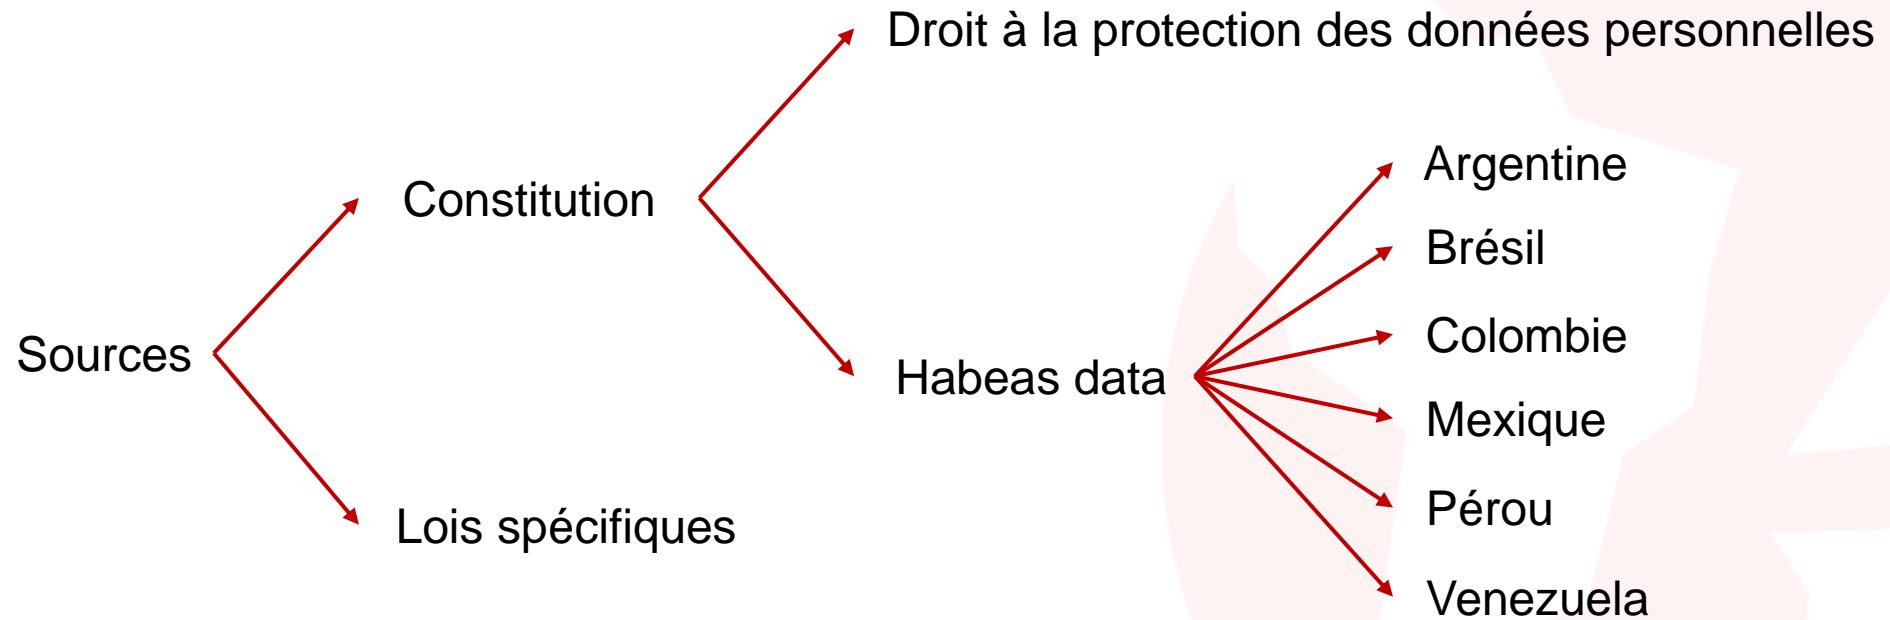 Droit à la protection des données personnelles
Argentine
Constitution
Brésil
Sources
Colombie
Habeas data
Mexique
Pérou
Lois spécifiques
Venezuela